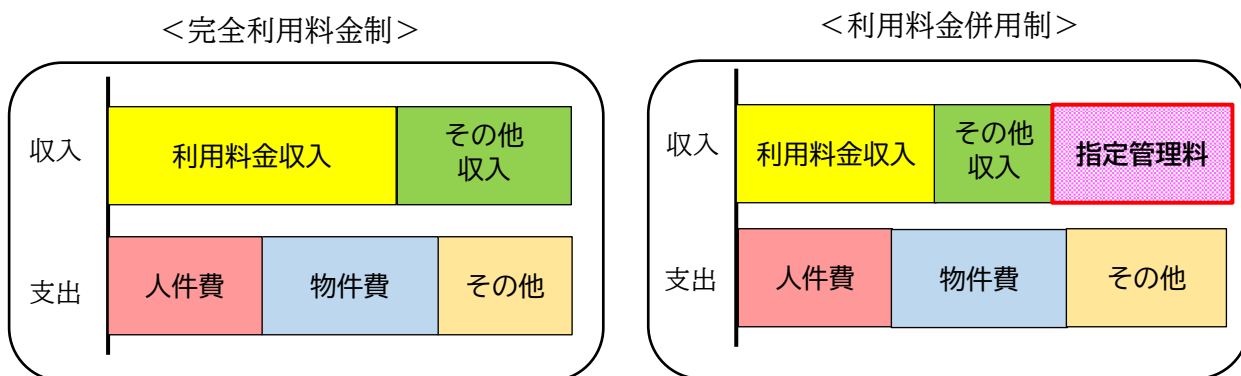 ＜完全利用料金制＞
収入
利用料金収入
その他
収入
支出
人件費
物件費
その他
＜利用料金併用制＞
収入
利用料金収入
その他
収入
指定管理料
支出
人件費
物件費
その他